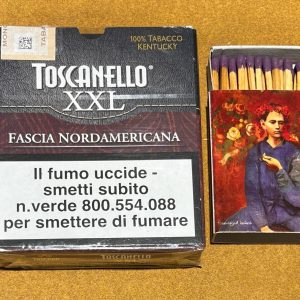 100% TABACCO
KENTUCKY
TOSCANELLO®
XXL
FASCIA NORDAMERICANA
Il fumo uccide -
smetti subito
n.verde 800.554.088
per smettere di fumare